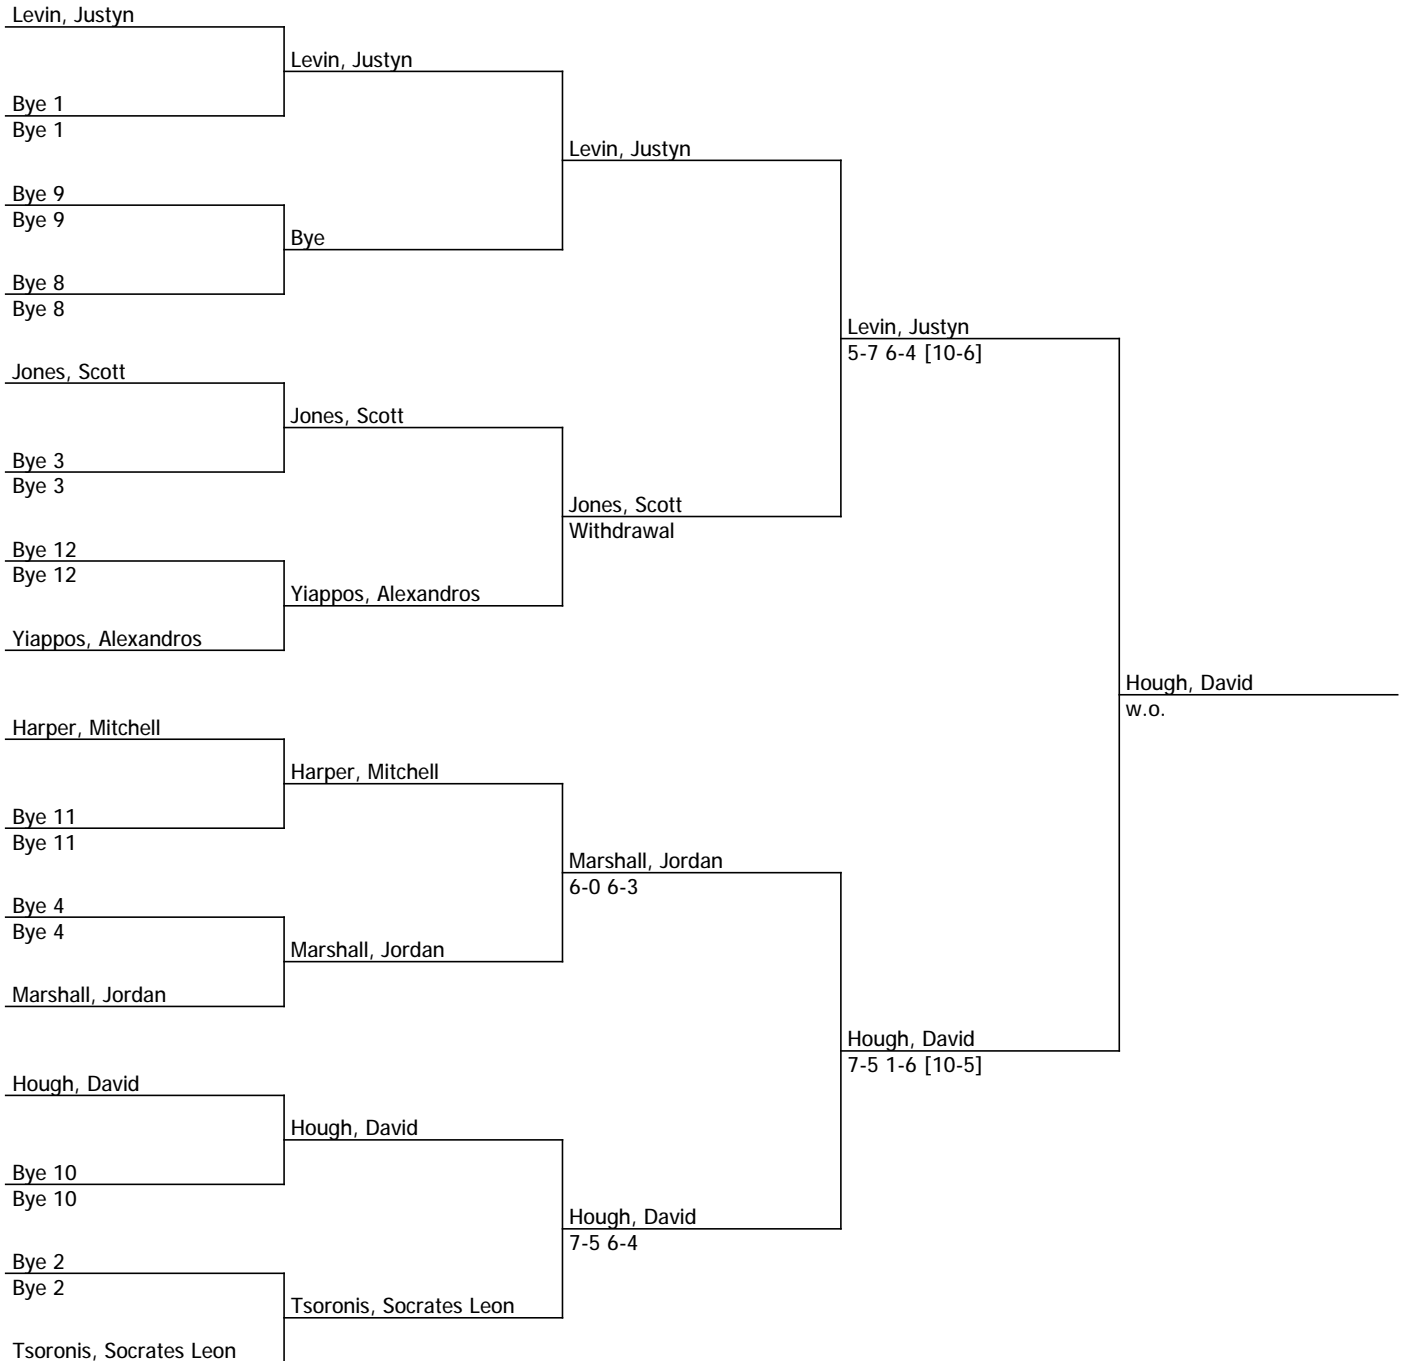 Levin, Justyn
Levin, Justyn
Bye 1
Bye 1
Levin, Justyn
Bye 9
Bye 9
Bye
Bye 8
Bye 8
Levin, Justyn
5-7 6-4 [10-6]
Jones, Scott
Jones, Scott
Bye 3
Bye 3
Jones, Scott
Withdrawal
Bye 12
Bye 12
Yiappos, Alexandros
Yiappos, Alexandros
Hough, David
w.o.
Harper, Mitchell
Harper, Mitchell
Bye 11
Bye 11
Marshall, Jordan
6-0 6-3
Bye 4
Bye 4
Marshall, Jordan
Marshall, Jordan
Hough, David
7-5 1-6 [10-5]
Hough, David
Hough, David
Bye 10
Bye 10
Hough, David
7-5 6-4
Bye 2
Bye 2
Tsoronis, Socrates Leon
Tsoronis, Socrates Leon